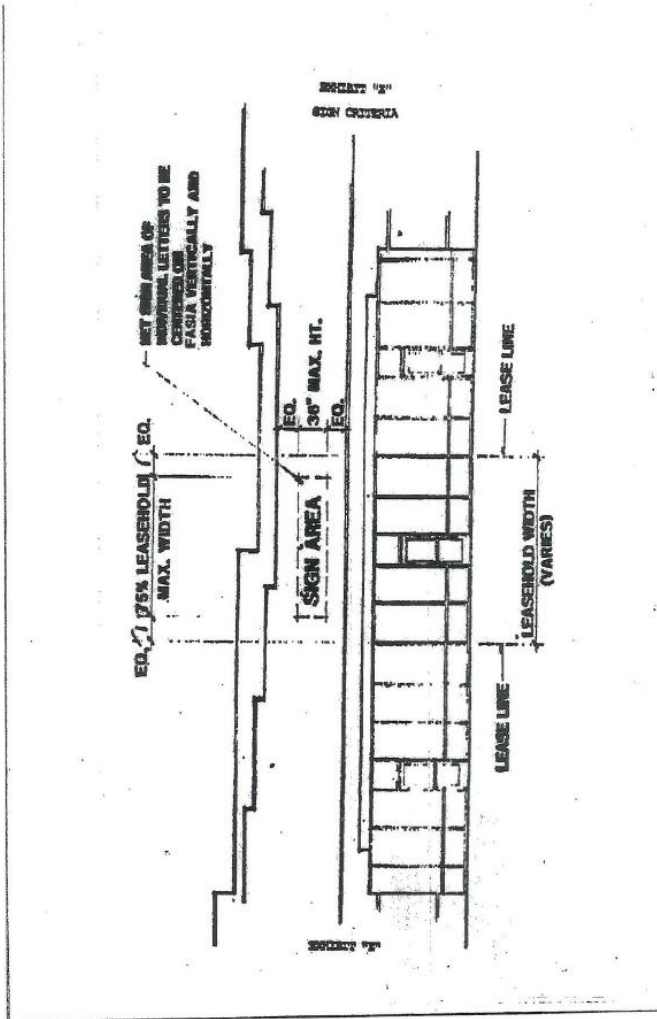 SIGN CRITERIA
NET SIGN AREA OF
INDIVIDUAL LETTERS TO BE
CENTERED ON
FASIA VERTICALLY AND
HORIZONTALLY
EQ. 75% LEASEHOLD EQ.
MAX. WIDTH
EQ.
36" MAX. HT.
EQ.
SIGN AREA
LEASE LINE
LEASE LINE
LEASEHOLD WIDTH
(VARIES)
EXHIBIT
EXHIBIT